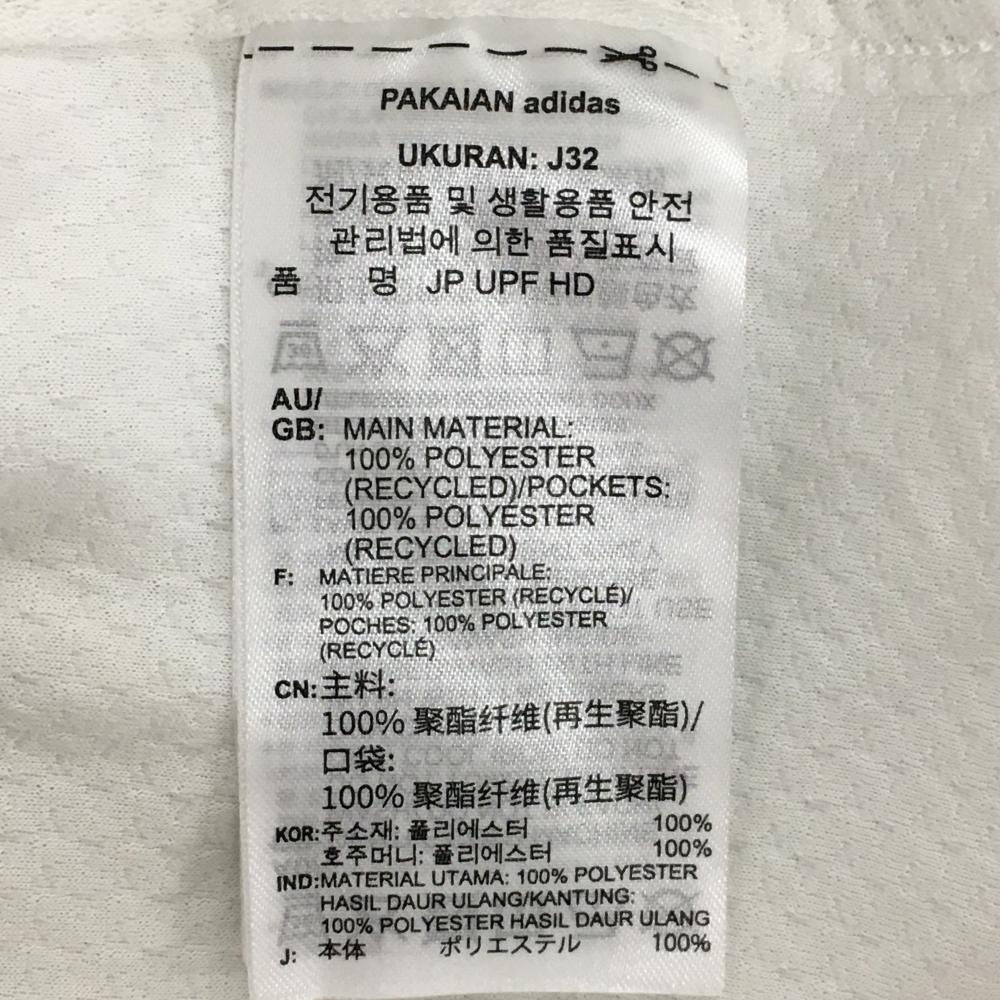 PAKAIAN adidas
UKURAN: J32
전기용품 및 생활용품 안전
관리법에 의한 품질표시
품 명 JP UPF HD
AU/
GB: MAIN MATERIAL:
100% POLYESTER
(RECYCLED)/POCKETS:
100% POLYESTER
(RECYCLED)
F: MATIERE PRINCIPALE:
100% POLYESTER (RECYCLÉ)/
POCHES: 100% POLYESTER
(RECYCLÉ)
CN: 主料:
100% 聚酯纤维(再生聚酯)/
口袋:
100% 聚酯纤维(再生聚酯)
KOR: 주소재: 폴리에스터 100%
호주머니: 폴리에스터 100%
IND: MATERIAL UTAMA: 100% POLYESTER
HASIL DAUR ULANG/KANTUNG:
100% POLYESTER HASIL DAUR ULANG
J: 本体 ポリエステル 100%